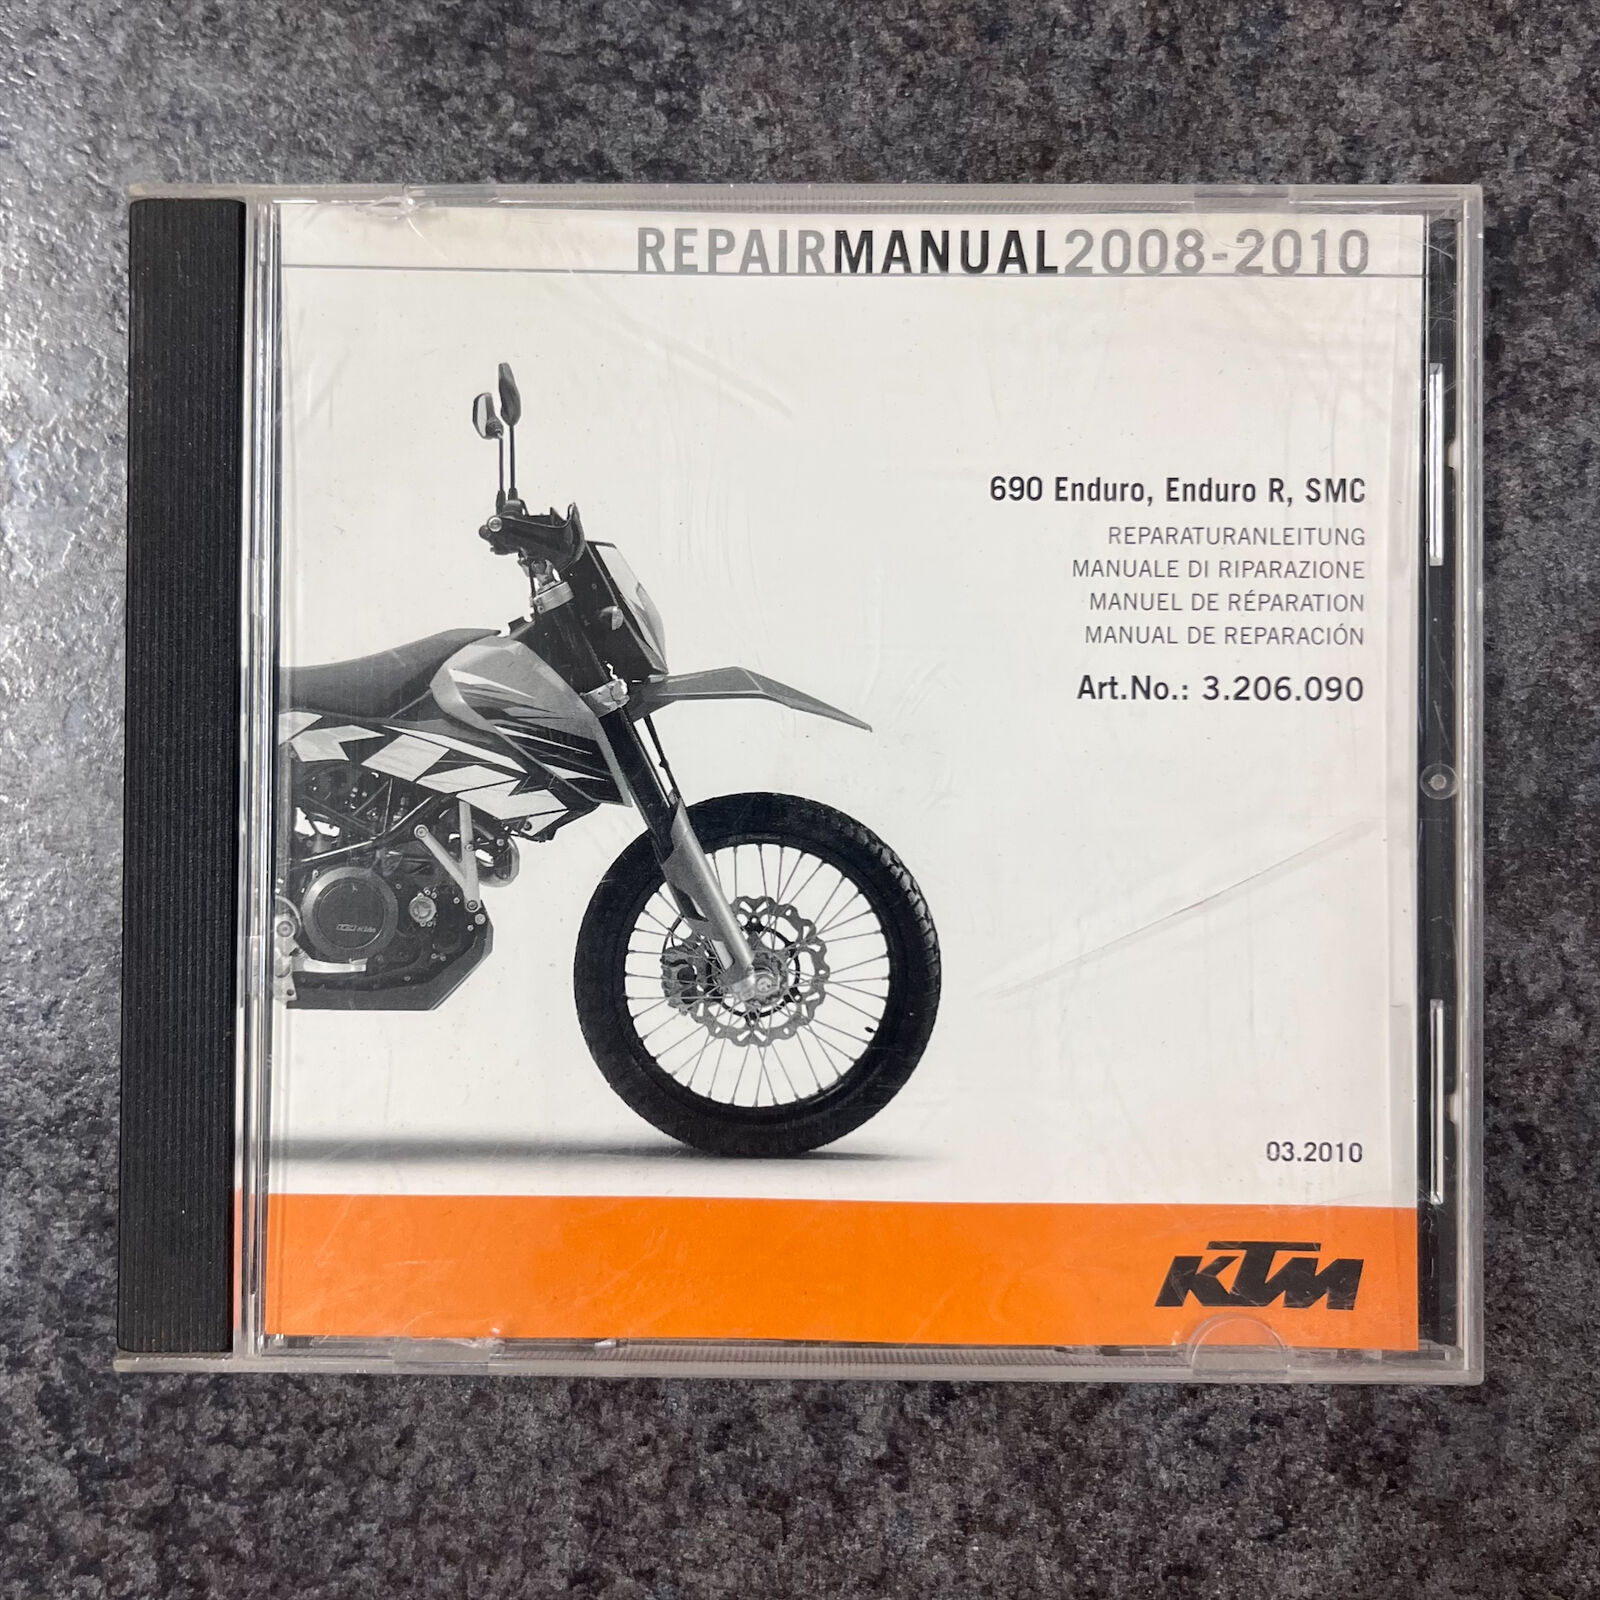 REPAIRMANUAL2008-2010
690 Enduro, Enduro R, SMC
REPARATURANLEITUNG
MANUALE DI RIPARAZIONE
MANUEL DE RÉPARATION
MANUAL DE REPARACIÓN
Art.No.: 3.206.090
KTM
03.2010
KTM